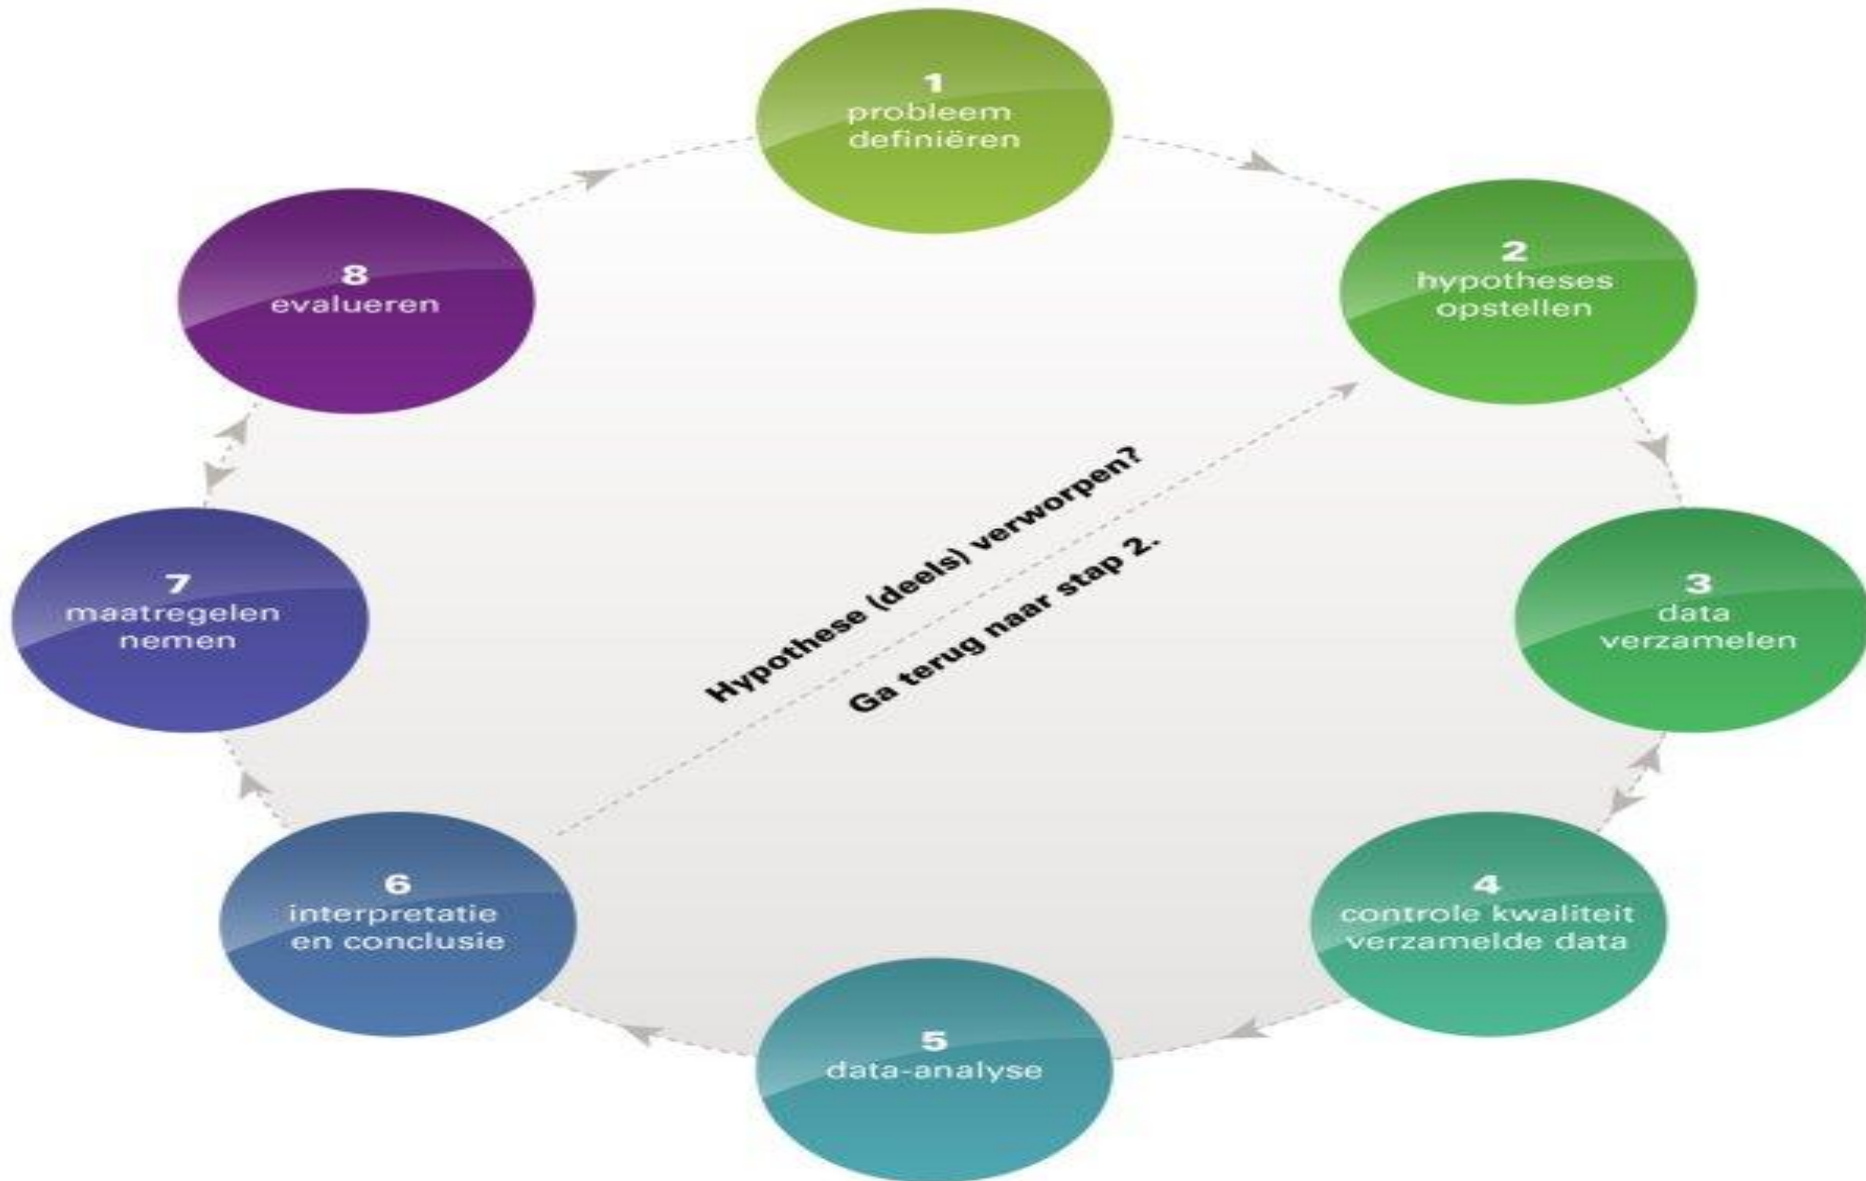 1
probleem
definiëren
2
hypotheses
opstellen
3
data
verzamelen
4
controle kwaliteit
verzamelde data
5
data-analyse
6
interpretatie
en conclusie
7
maatregelen
nemen
8
evalueren
Hypothese (deels) verworpen?
Ga terug naar stap 2.